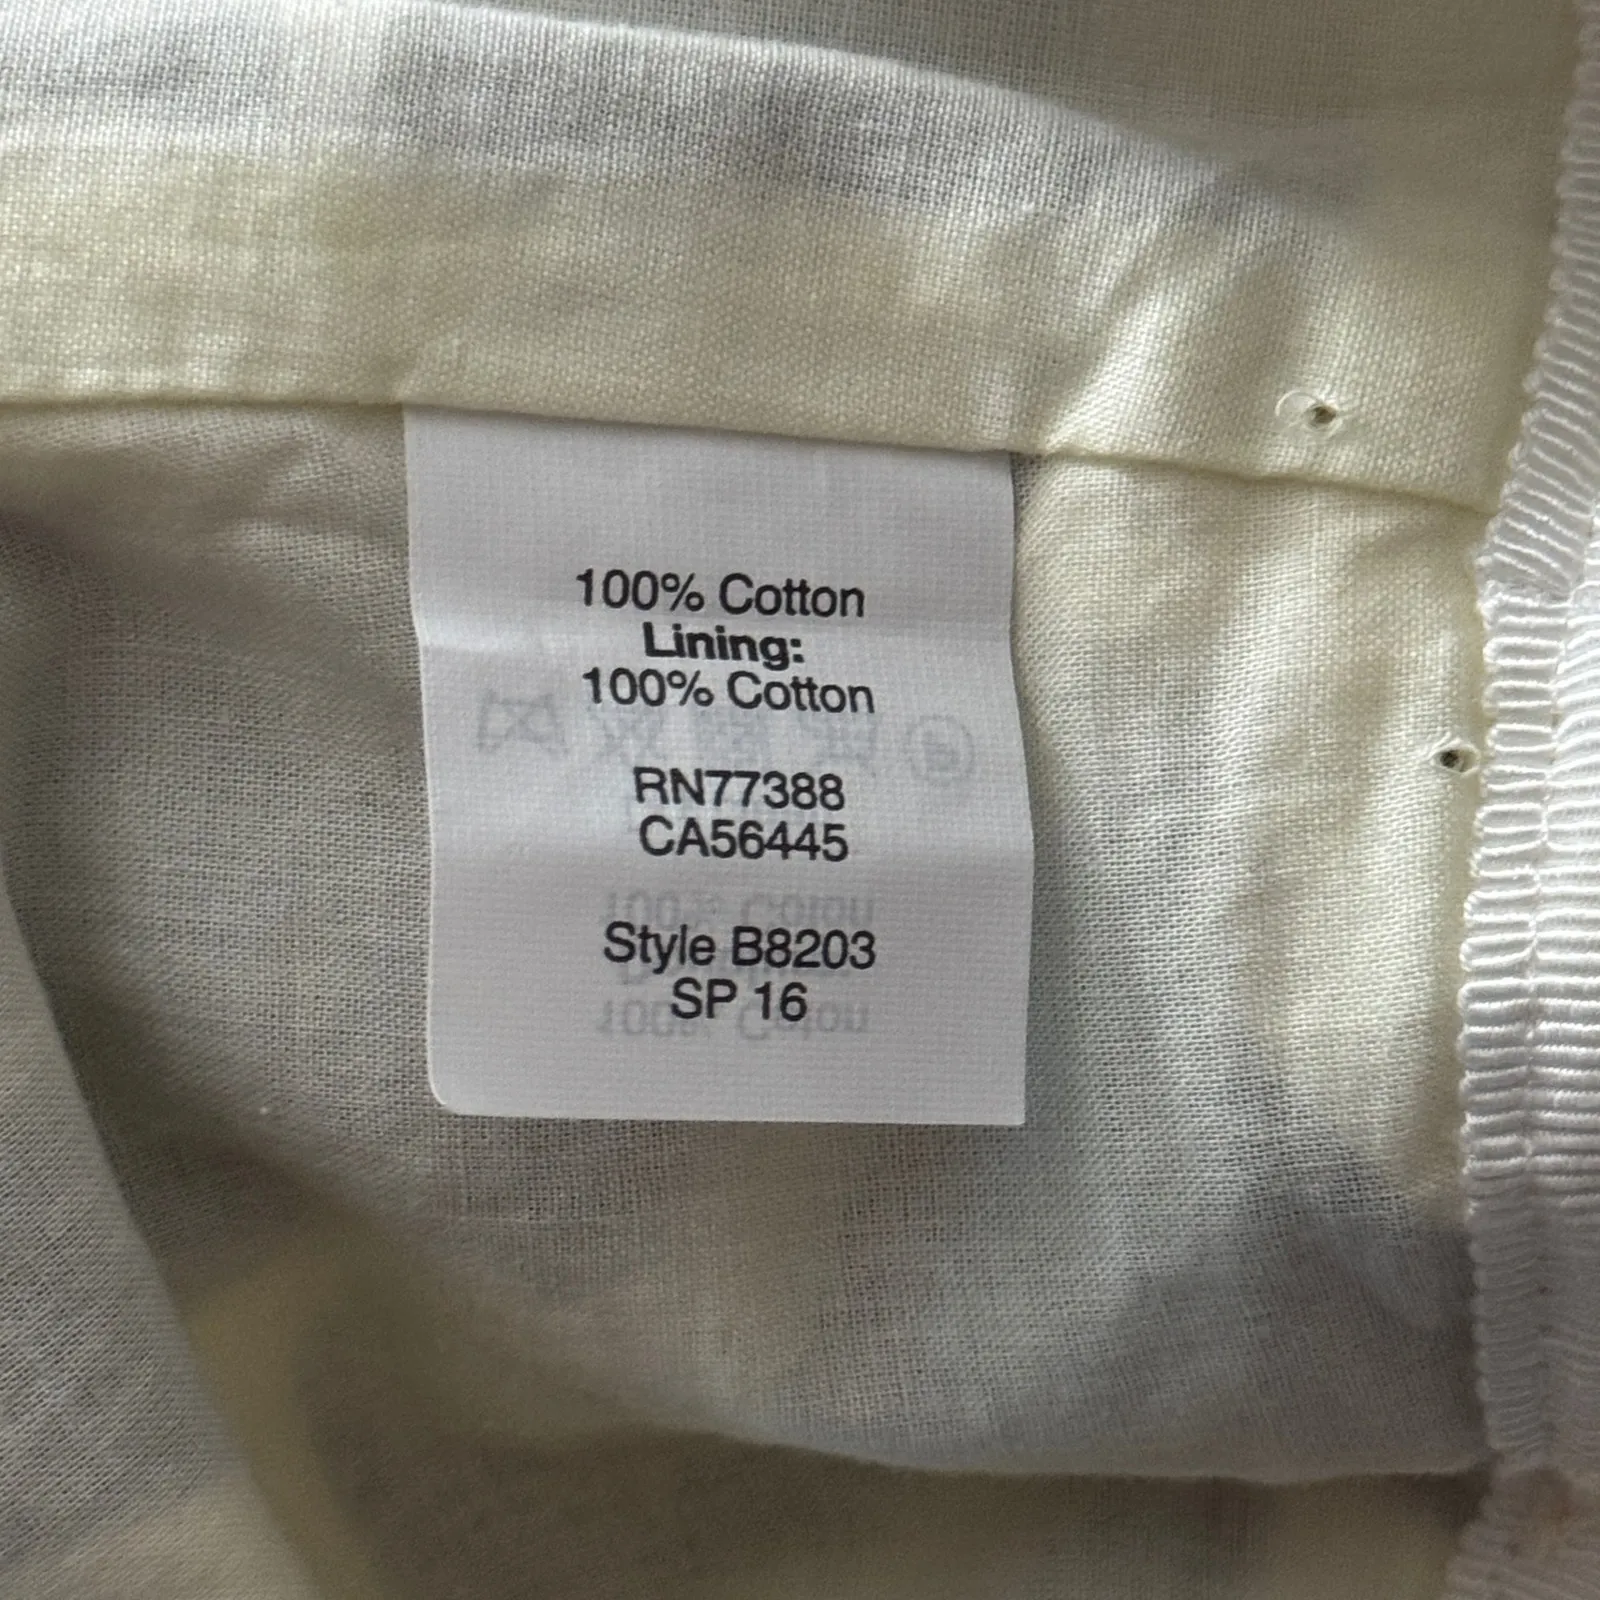 100% Cotton
Lining:
100% Cotton
RN77388
CA56445
Style B8203
SP 16